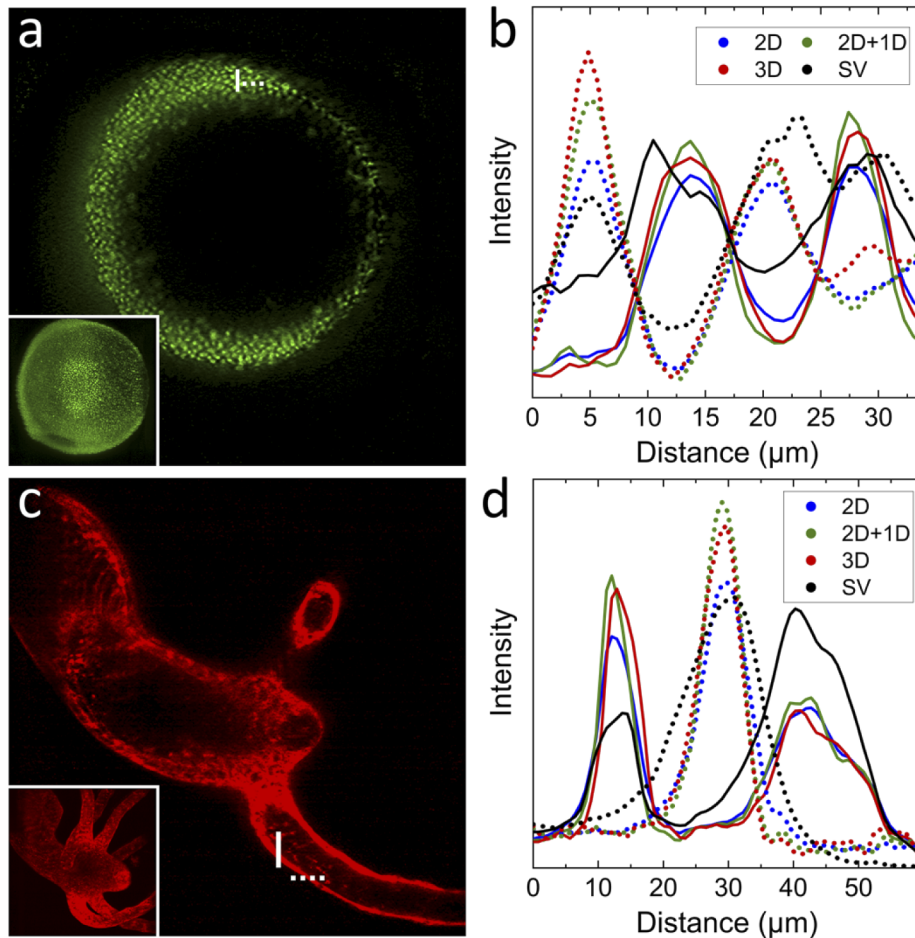 a
b
2D 2D+1D
3D SV
Intensity
0 5 10 15 20 25 30
Distance (µm)
c
d
2D
2D+1D
3D
SV
Intensity
0 10 20 30 40 50
Distance (µm)